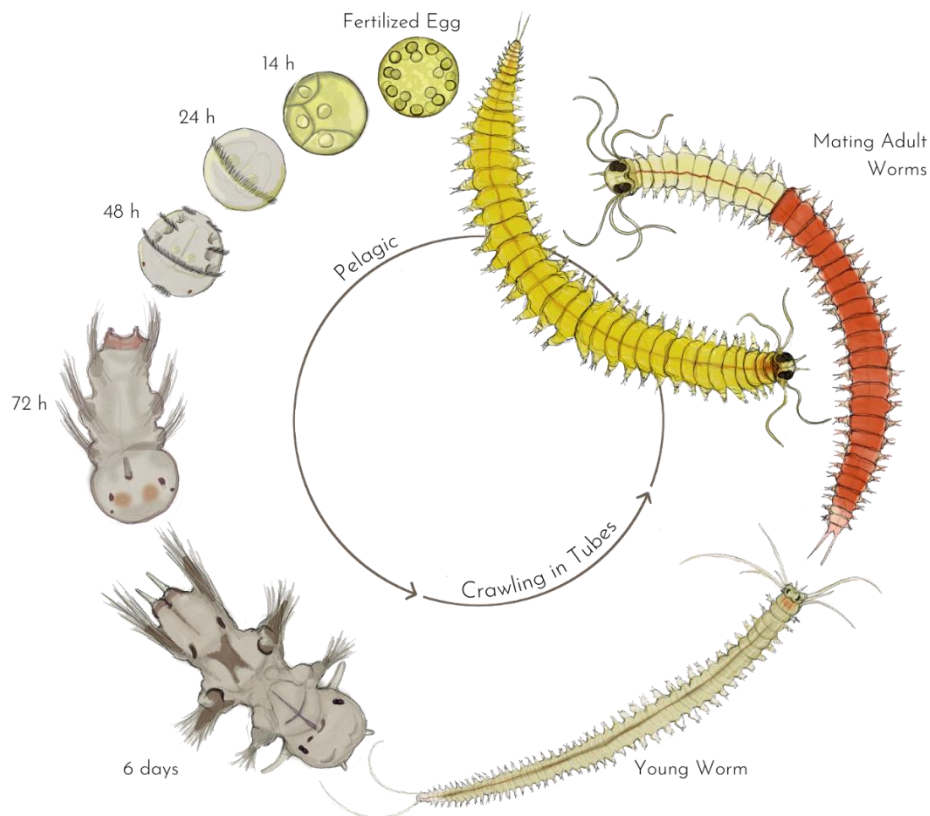 Fertilized Egg
14 h
24 h
48 h
72 h
6 days
Young Worm
Mating Adult
Worms
Pelagic
Crawling in Tubes